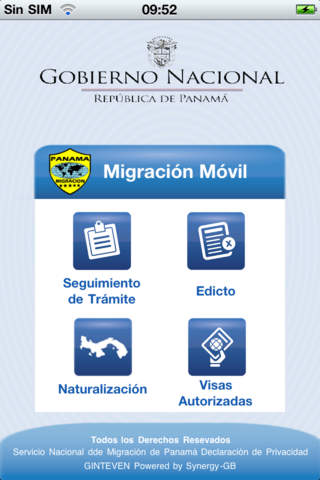 Sin SIM 09:52
GOBIERNO NACIONAL
REPÚBLICA DE PANAMÁ
PANAMA
MIGRACION
Migración Móvil
Seguimiento
de Trámite
Edicto
Naturalización
Visas
Autorizadas
Todos los Derechos Resevados
Servicio Nacional dde Migración de Panamá Declaración de Privacidad
GINTEVEN Powered by Synergy-GB